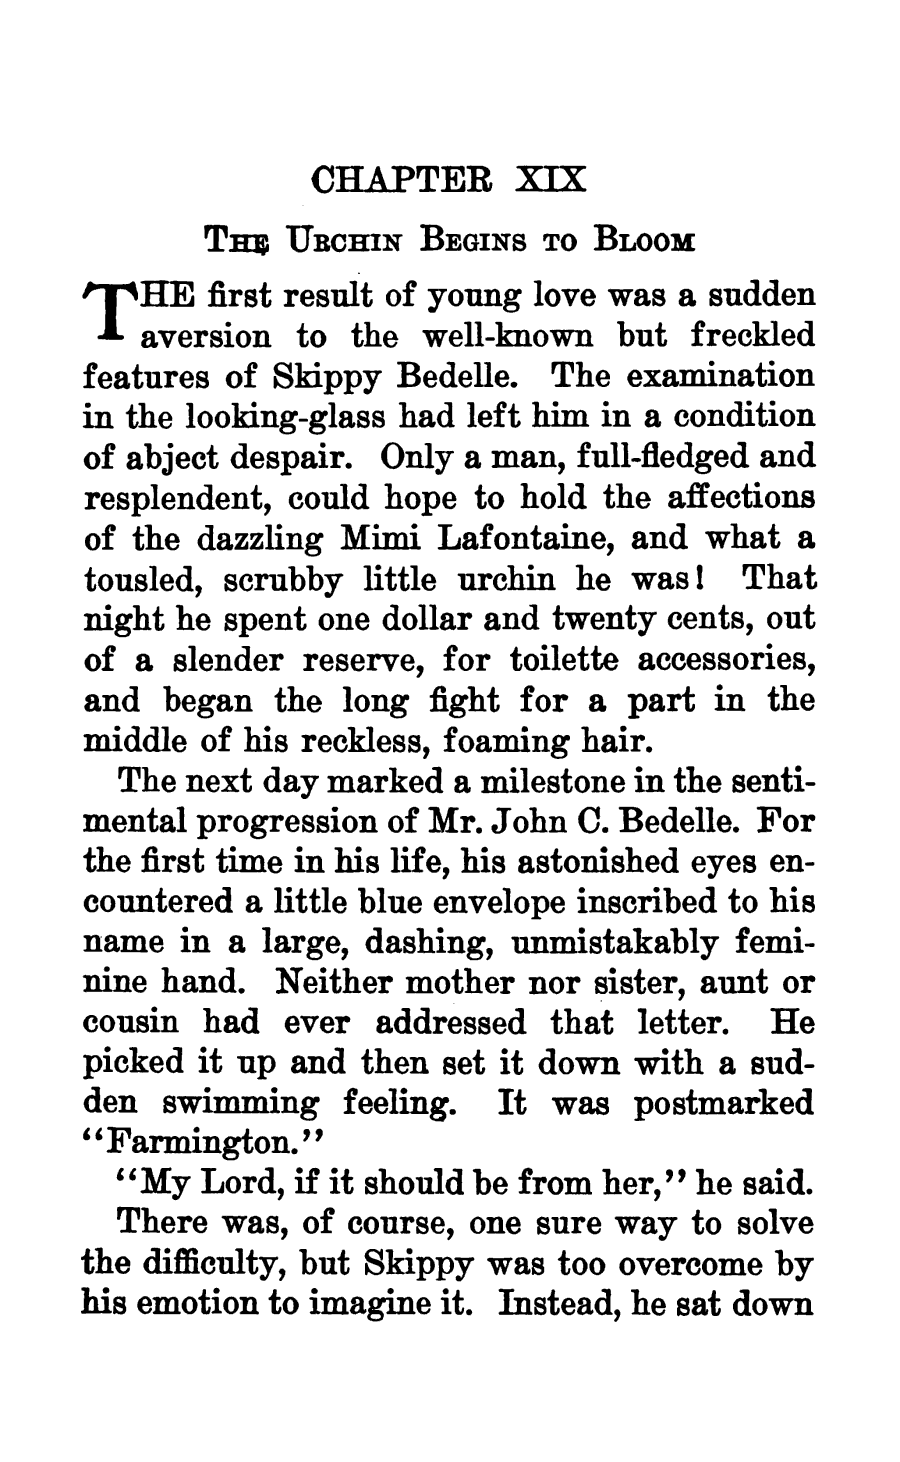 CHAPTER XIX
THE URCHIN BEGINS TO BLOOM
THE first result of young love was a sudden
aversion to the well-known but freckled
features of Skippy Bedelle. The examination
in the looking-glass had left him in a condition
of abject despair. Only a man, full-fledged and
resplendent, could hope to hold the affections
of the dazzling Mimi Lafontaine, and what a
tousled, scrubby little urchin he was! That
night he spent one dollar and twenty cents, out
of a slender reserve, for toilette accessories,
and began the long fight for a part in the
middle of his reckless, foaming hair.
The next day marked a milestone in the senti-
mental progression of Mr. John C. Bedelle. For
the first time in his life, his astonished eyes en-
countered a little blue envelope inscribed to his
name in a large, dashing, unmistakably femi-
nine hand. Neither mother nor sister, aunt or
cousin had ever addressed that letter. He
picked it up and then set it down with a sud-
den swimming feeling. It was postmarked
“Farmington.”
“My Lord, if it should be from her,” he said.
There was, of course, one sure way to solve
the difficulty, but Skippy was too overcome by
his emotion to imagine it. Instead, he sat down